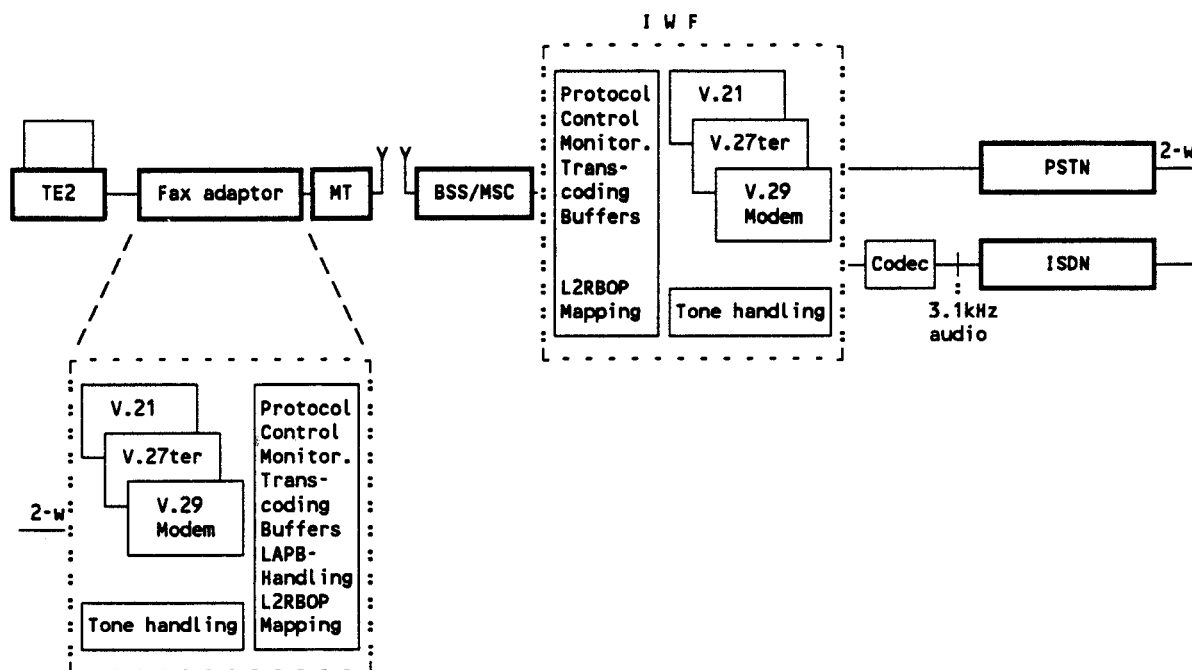 I W F
Protocol
Control
Monitor.
Trans-
coding
Buffers
L2RBOP
Mapping
V.21
V.27ter
V.29
Modem
Tone handling
TE2
Fax adaptor
MT
BSS/MSC
PSTN
2-w
Codec
ISDN
3.1kHz
audio
V.21
V.27ter
V.29
Modem
2-w
Tone handling
Protocol
Control
Monitor.
Trans-
coding
Buffers
LAPB-
Handling
L2RBOP
Mapping